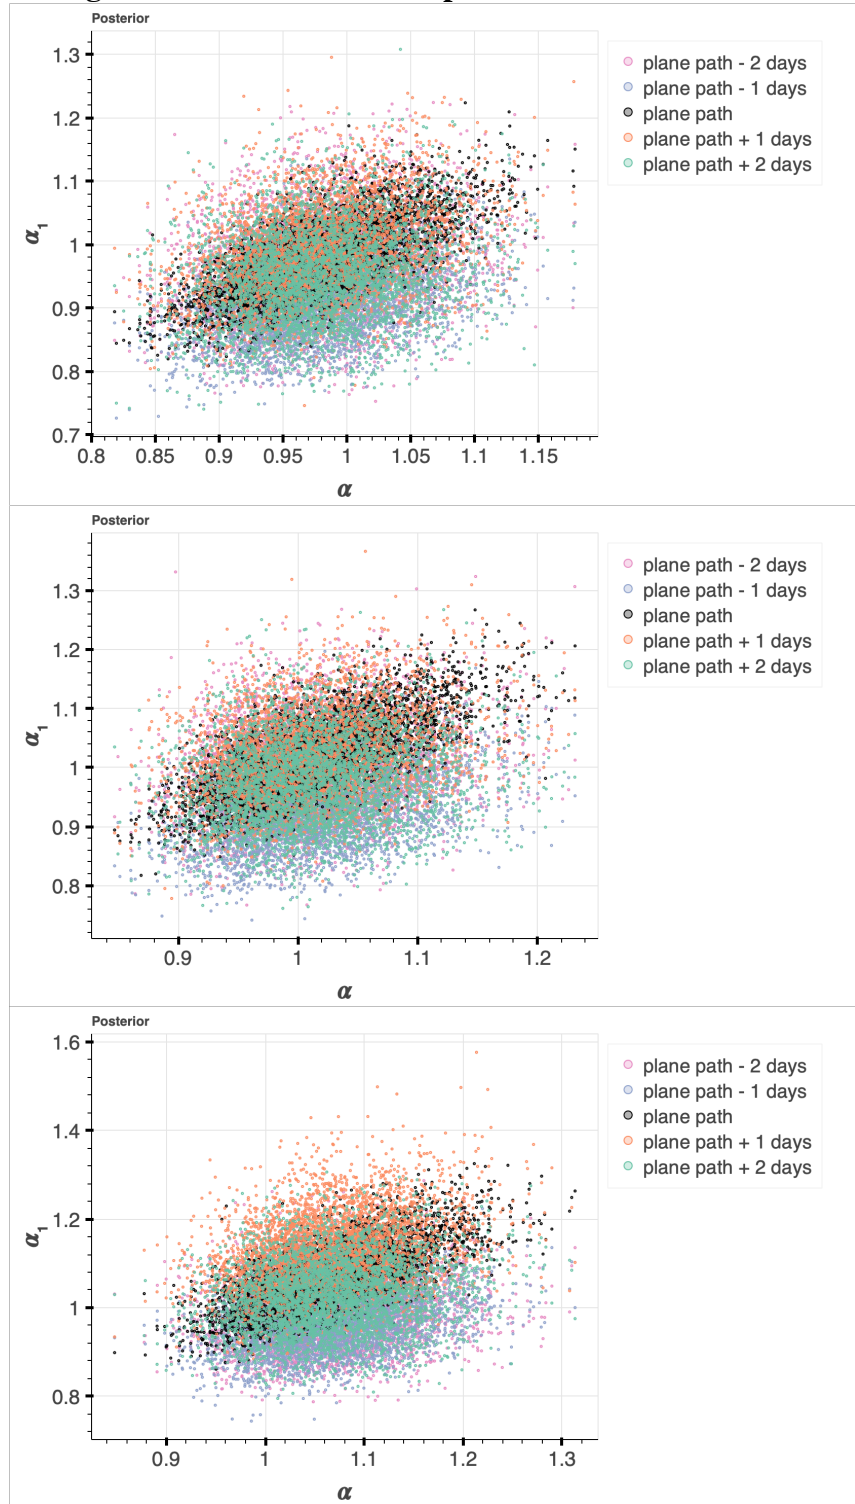 Posterior
1.3
1.2
1.1
1
0.9
0.8
0.7
α₁
0.8 0.85 0.9 0.95 1 1.05 1.1 1.15
α
plane path - 2 days
plane path - 1 days
plane path
plane path + 1 days
plane path + 2 days
Posterior
1.3
1.2
1.1
1
0.9
0.8
α₁
0.9 1 1.1 1.2
α
plane path - 2 days
plane path - 1 days
plane path
plane path + 1 days
plane path + 2 days
Posterior
1.6
1.4
1.2
1
0.8
α₁
0.9 1 1.1 1.2 1.3
α
plane path - 2 days
plane path - 1 days
plane path
plane path + 1 days
plane path + 2 days